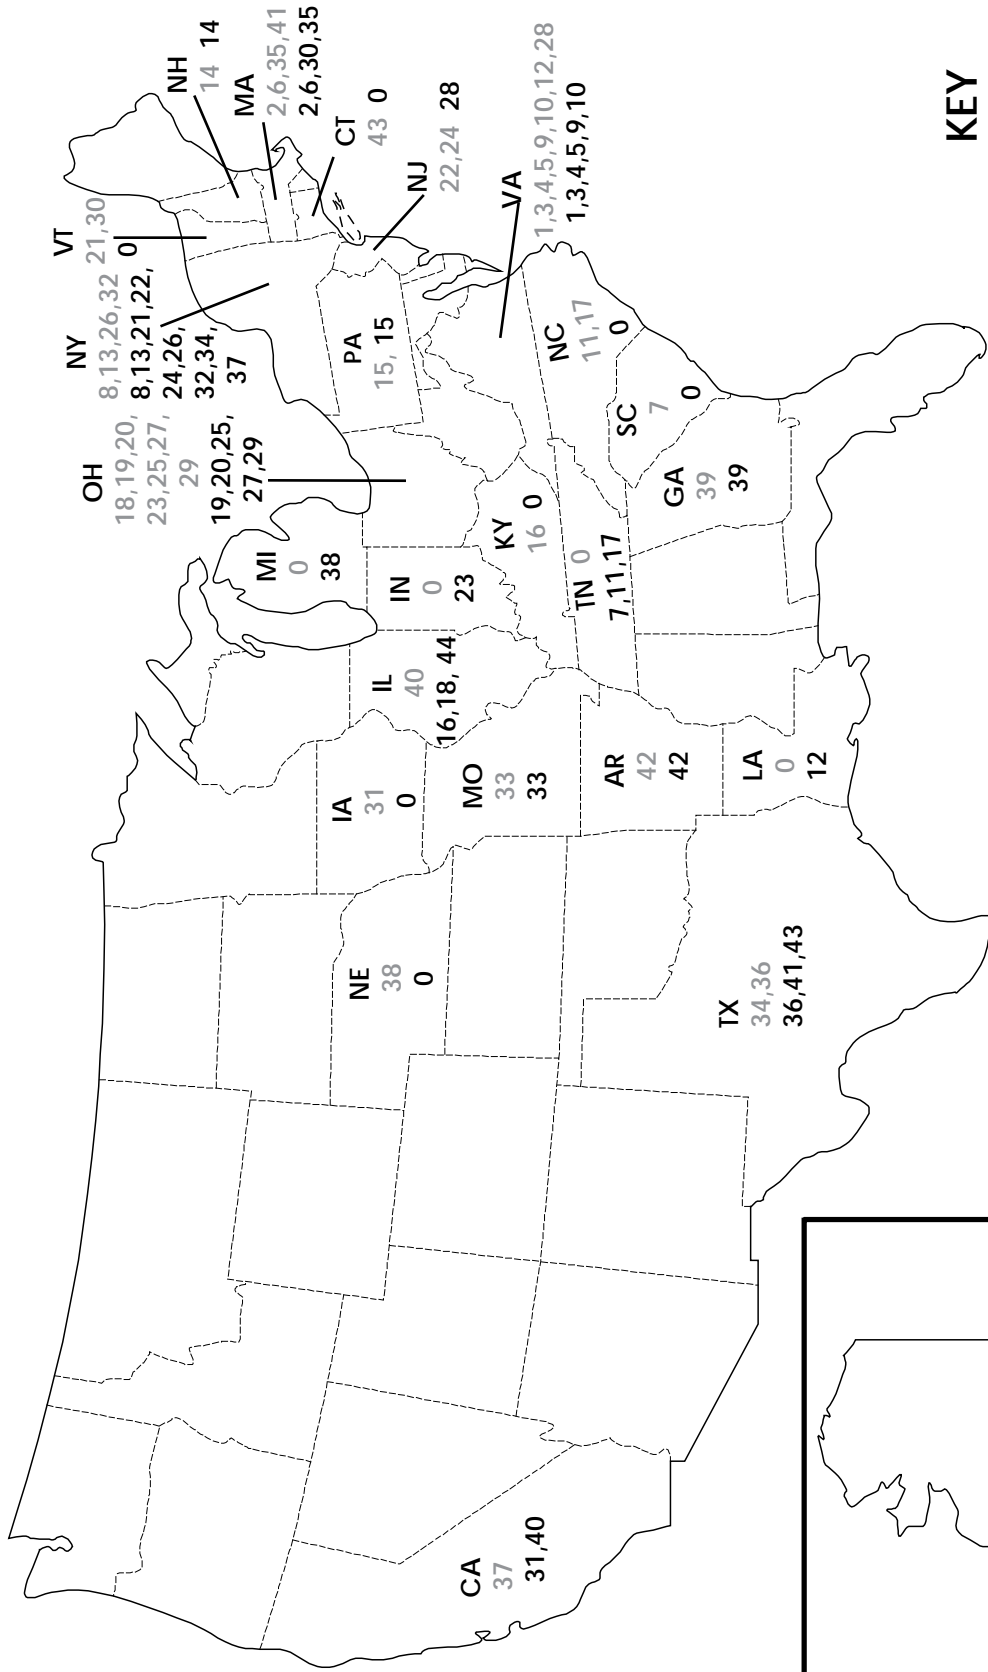 VT
21,30
0
NH
14 14
MA
2,6,35,41
2,6,30,35
CT
43 0
NJ
22,24 28
VA
1,3,4,5,9,10,12,28
1,3,4,5,9,10
NY
8,13,26,32
8,13,21,22,
24,26,
32,34,
37
PA
15, 15
OH
18,19,20,
23,25,27,
29
19,20,25,
27,29
MI
0
38
IN
0
23
IL
40
16,18, 44
KY
16 0
TN 0
7,11,17
NC
11,17
0
SC
7
0
GA
39
39
IA
31
0
MO
33
33
AR
42
42
LA
0
12
NE
38
0
TX
34,36
36,41,43
CA
37
31,40
KEY